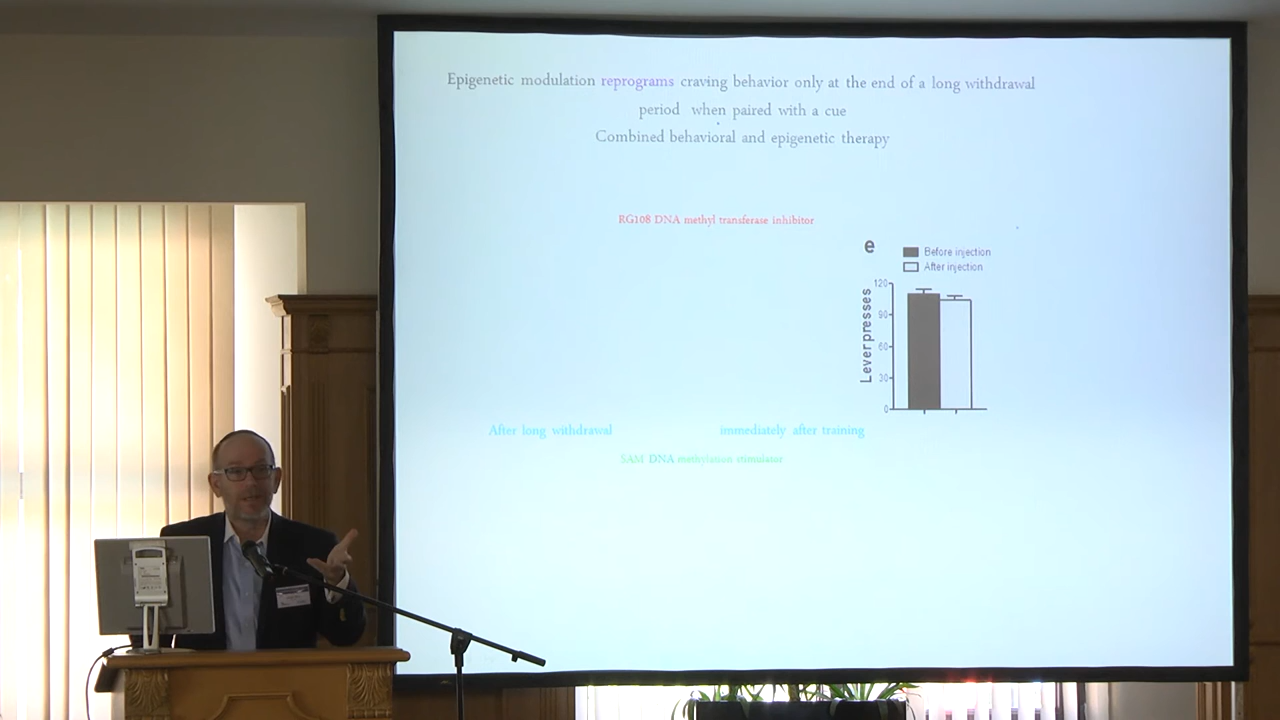 Epigenetic modulation reprograms craving behavior only at the end of a long withdrawal
period when paired with a cue
Combined behavioral and epigenetic therapy
RG108 DNA methyl transferase inhibitor
e
Before injection
After injection
Lever presses
120
90
60
30
0
After long withdrawal immediately after training
SAM DNA methylation stimulator